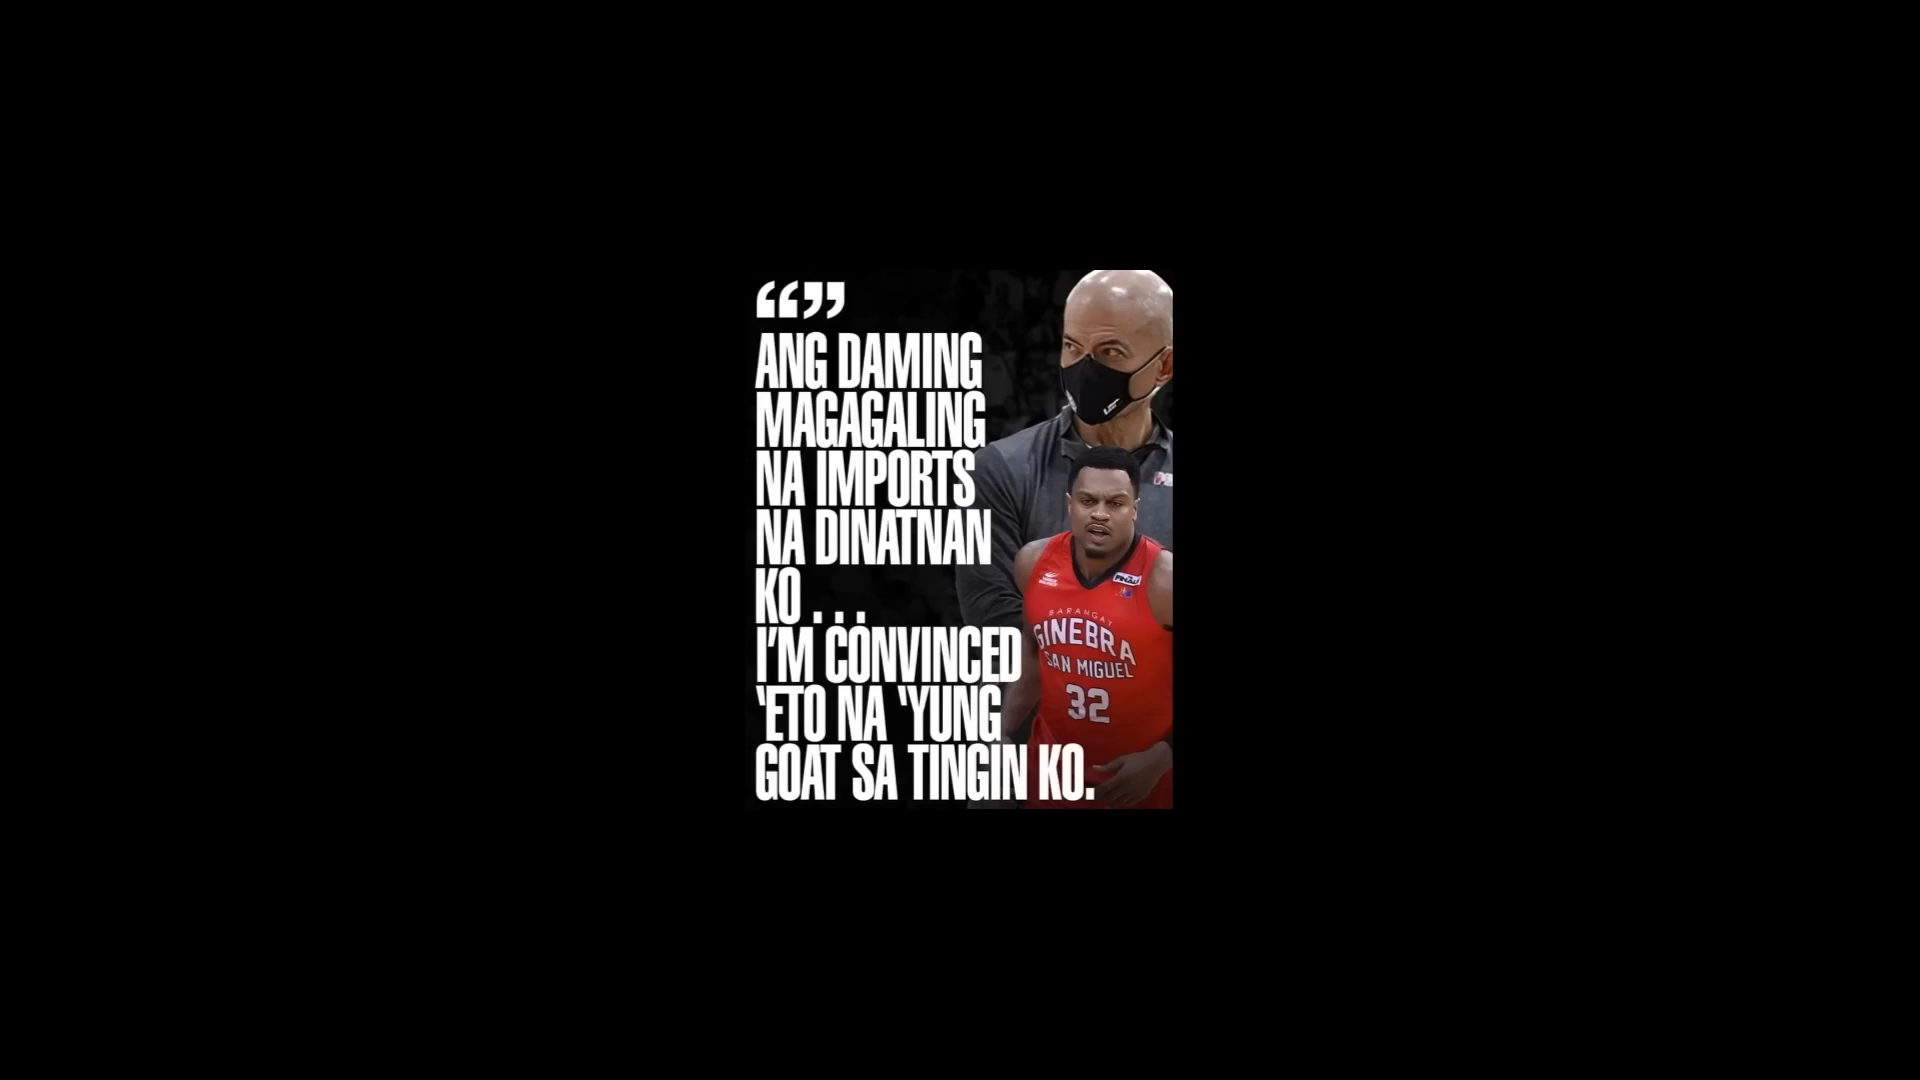 “”
ANG DAMING
MAGAGALING
NA IMPORTS
NA DINATNAN
KO . . .
I'M CONVINCED
‘ETO NA ‘YUNG
GOAT SA TINGIN KO.
BARANGAY
GINEBRA
SAN MIGUEL
32